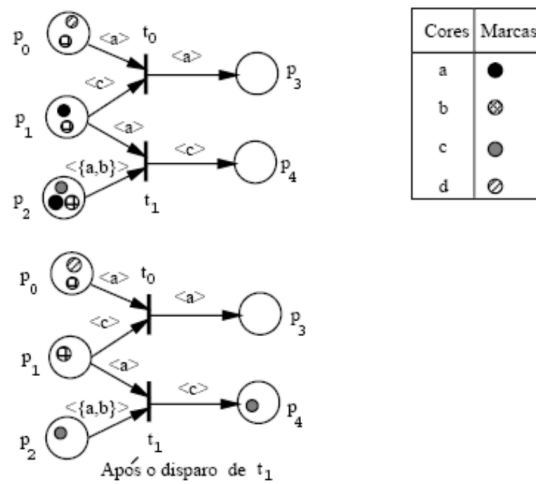 p0 <a> t0
<a>
<c>
p3
p1
<a>
<c>
<{a,b}>
p4
p2
t1
Cores Marcas
a
b
c
d
p0 <a> t0
<a>
<c>
p3
p1
<a>
<c>
<{a,b}>
p4
p2
t1
Após o disparo de t1